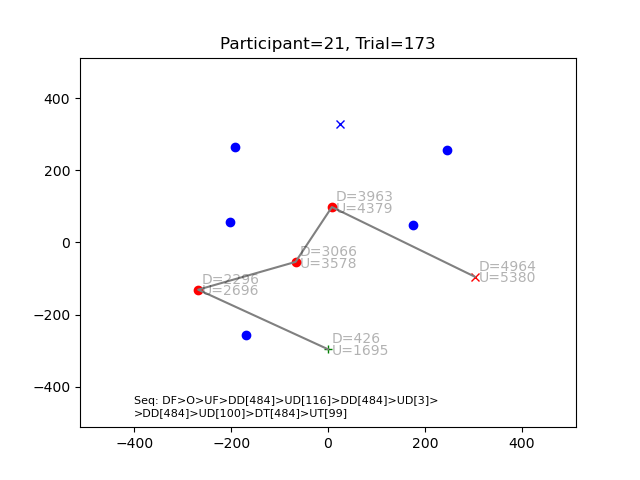 Participant=21, Trial=173
400
200
0
−200
−400
D=3963
U=4379
D=3066
U=3578
D=4964
U=5380
D=2296
U=2696
D=426
U=1695
Seq: DF>O>UF>DD[484]>UD[116]>DD[484]>UD[3]>
>DD[484]>UD[100]>DT[484]>UT[99]
−400 −200 0 200 400